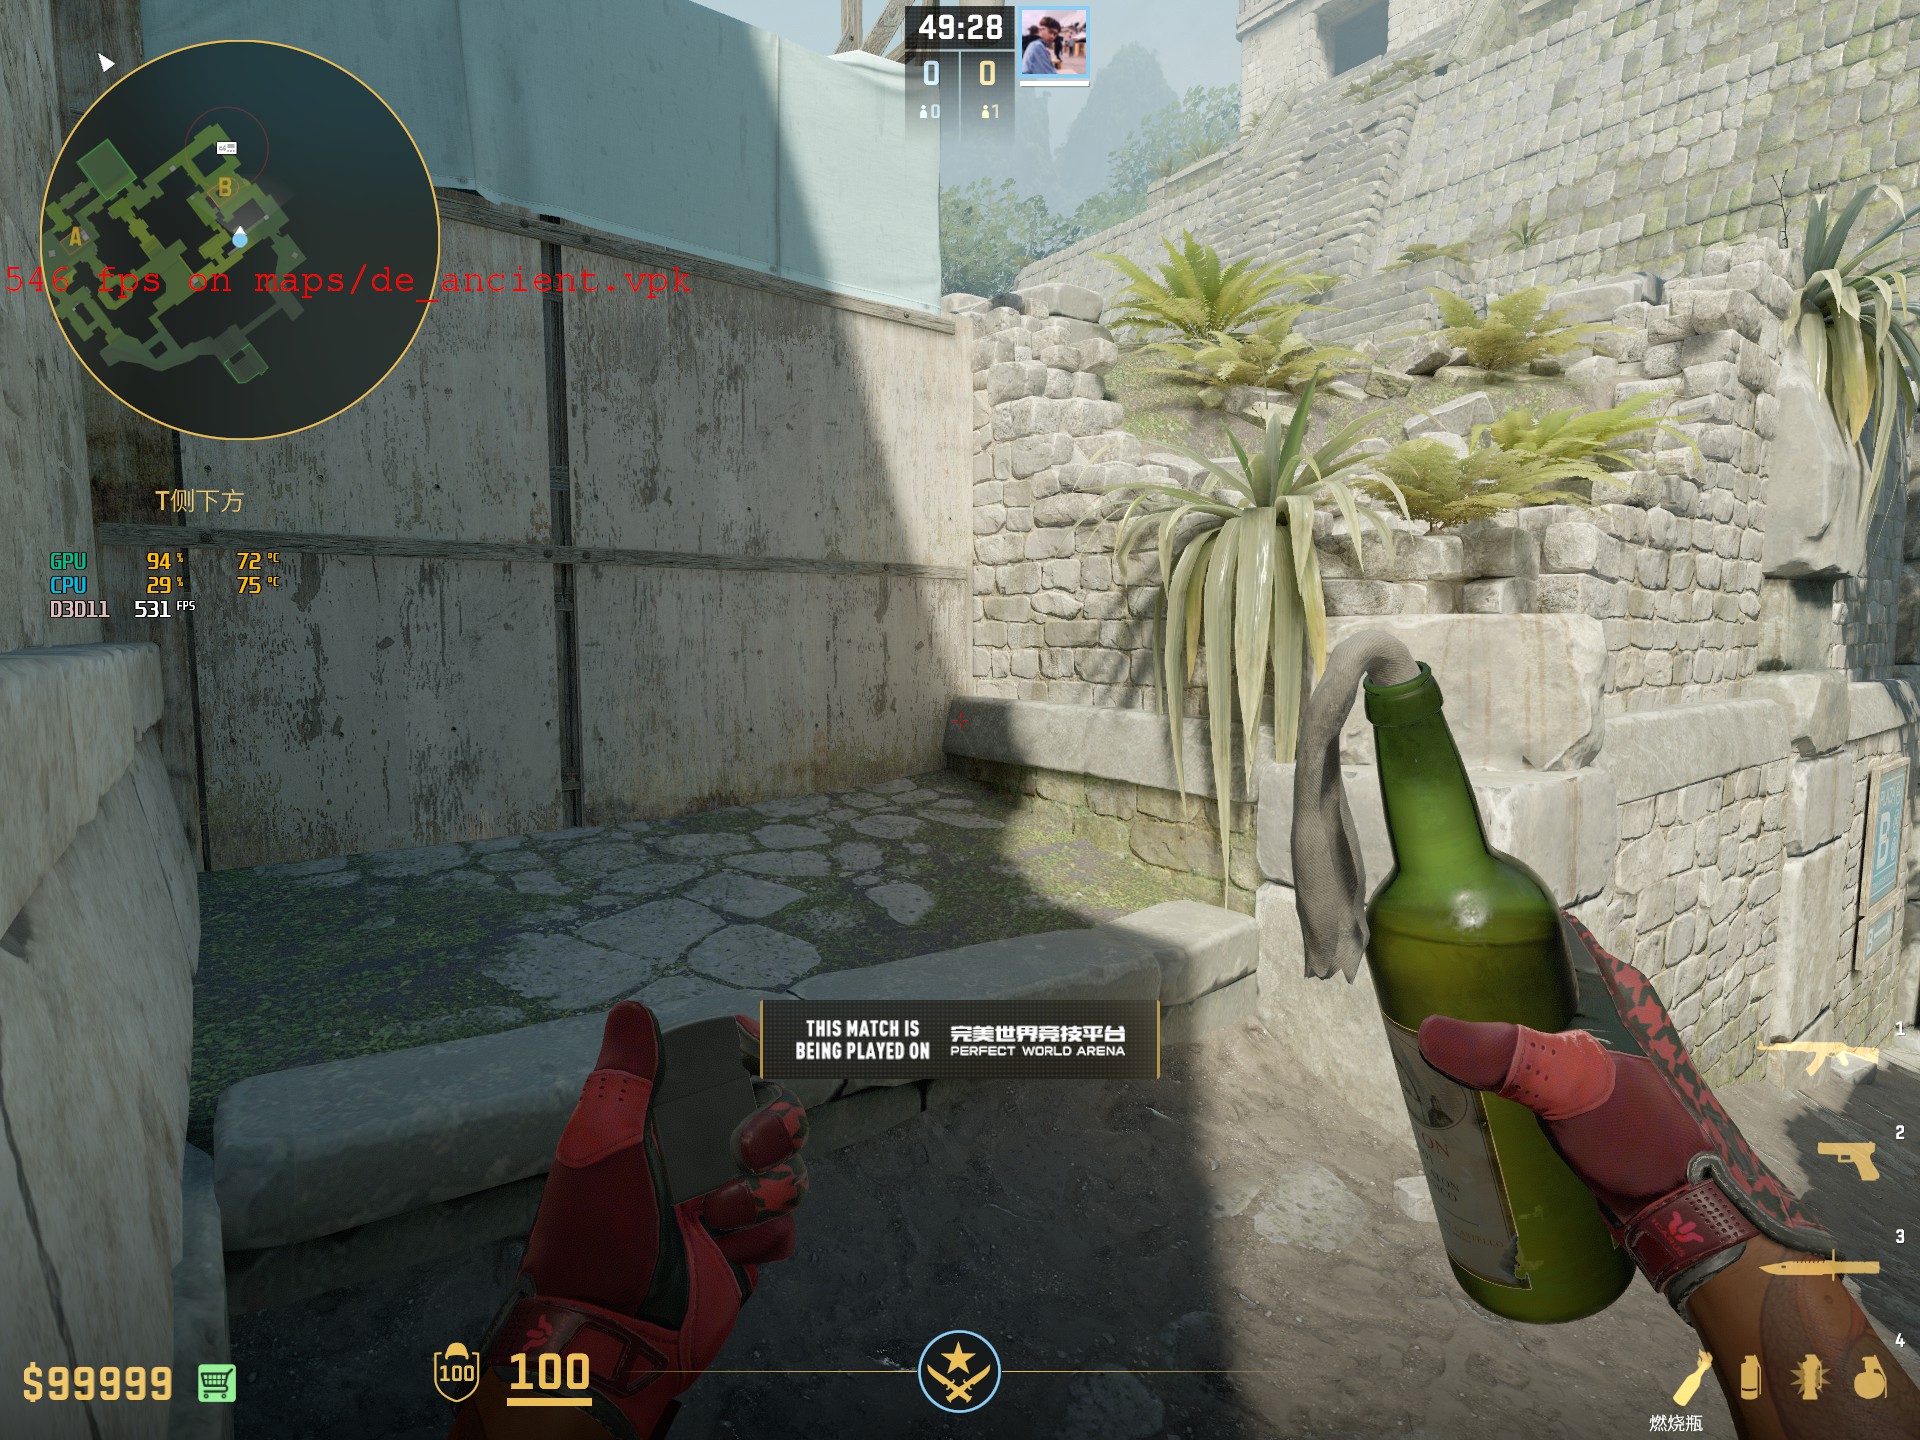 49:28
0 0
0 1
B
A
546 fps on maps/de_ancient.vpk
T侧下方
GPU 94 % 72 °C
CPU 29 % 75 °C
D3D11 531 FPS
B
THIS MATCH IS
BEING PLAYED ON
完美世界竞技平台
PERFECT WORLD ARENA
1
2
3
4
$99999
100
100
燃烧瓶